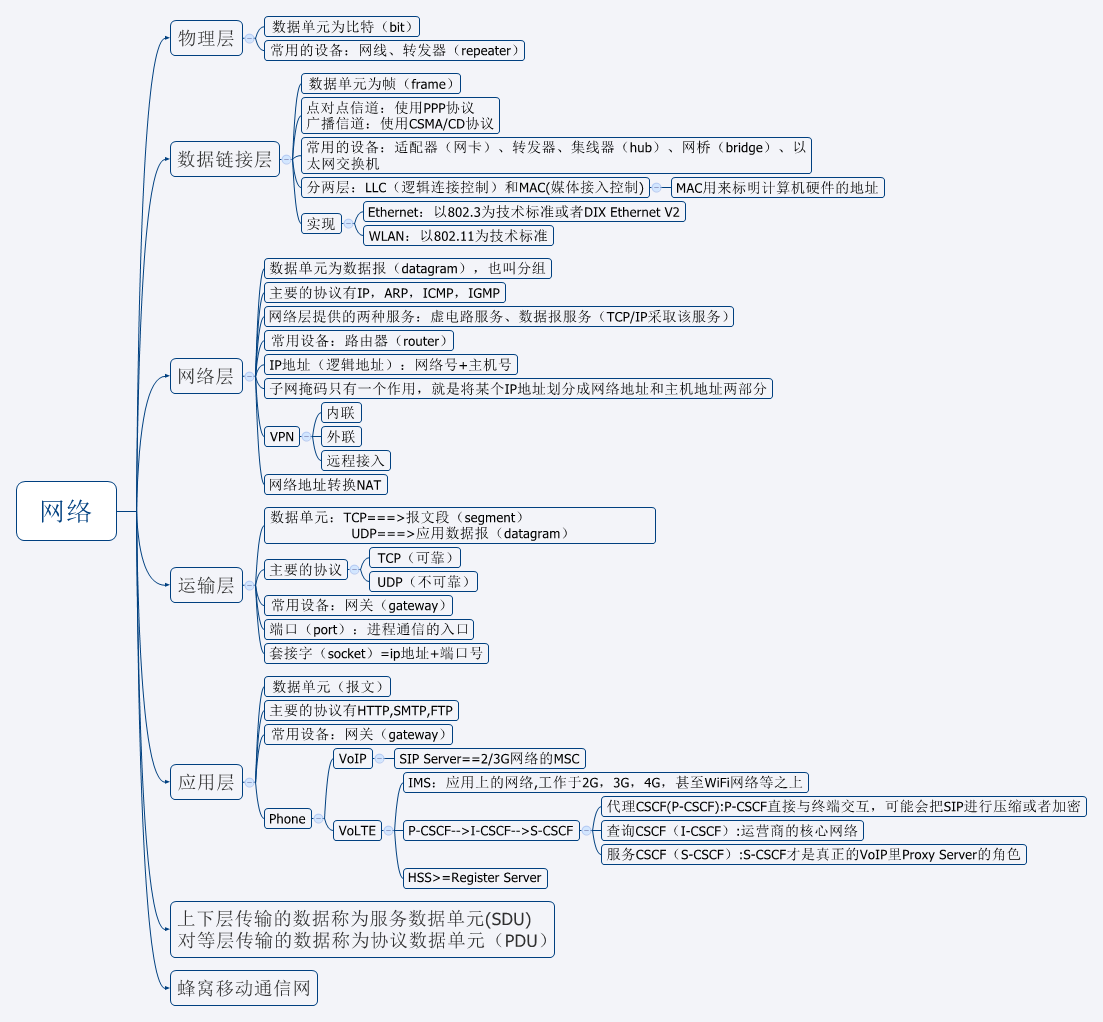 网络
物理层
数据单元为比特（bit）
常用的设备：网线、转发器（repeater）
数据链接层
数据单元为帧（frame）
点对点信道：使用PPP协议
广播信道：使用CSMA/CD协议
常用的设备：适配器（网卡）、转发器、集线器（hub）、网桥（bridge）、以
太网交换机
分两层：LLC（逻辑连接控制）和MAC(媒体接入控制)
MAC用来标明计算机硬件的地址
实现
Ethernet：以802.3为技术标准或者DIX Ethernet V2
WLAN：以802.11为技术标准
网络层
数据单元为数据报（datagram），也叫分组
主要的协议有IP，ARP，ICMP，IGMP
网络层提供的两种服务：虚电路服务、数据报服务（TCP/IP采取该服务）
常用设备：路由器（router）
IP地址（逻辑地址）：网络号+主机号
子网掩码只有一个作用，就是将某个IP地址划分成网络地址和主机地址两部分
VPN
内联
外联
远程接入
网络地址转换NAT
运输层
数据单元：TCP===>报文段（segment）
UDP===>应用数据报（datagram）
主要的协议
TCP（可靠）
UDP（不可靠）
常用设备：网关（gateway）
端口（port）：进程通信的入口
套接字（socket）=ip地址+端口号
应用层
数据单元（报文）
主要的协议有HTTP,SMTP,FTP
常用设备：网关（gateway）
Phone
VoIP
SIP Server==2/3G网络的MSC
VoLTE
IMS：应用上的网络,工作于2G，3G，4G，甚至WiFi网络等之上
P-CSCF-->I-CSCF-->S-CSCF
代理CSCF(P-CSCF):P-CSCF直接与终端交互，可能会把SIP进行压缩或者加密
查询CSCF（I-CSCF）:运营商的核心网络
服务CSCF（S-CSCF）:S-CSCF才是真正的VoIP里Proxy Server的角色
HSS>=Register Server
上下层传输的数据称为服务数据单元(SDU)
对等层传输的数据称为协议数据单元（PDU）
蜂窝移动通信网